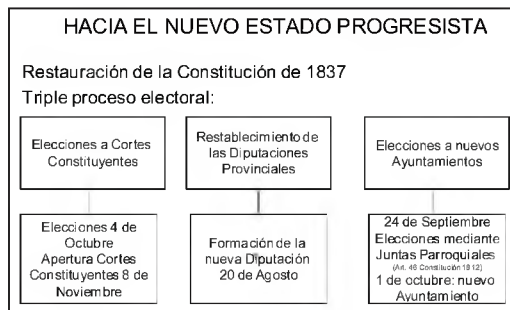 HACIA EL NUEVO ESTADO PROGRESISTA
Restauración de la Constitución de 1837
Triple proceso electoral:
Elecciones a Cortes
Constituyentes
Restablecimiento de
las Diputaciones
Provinciales
Elecciones a nuevos
Ayuntamientos
Elecciones 4 de
Octubre
Apertura Cortes
Constituyentes 8 de
Noviembre
Formación de la
nueva Diputación
20 de Agosto
24 de Septiembre
Elecciones mediante
Juntas Parroquiales
(Art. 46 Constitución 1812)
1 de octubre: nuevo
Ayuntamiento